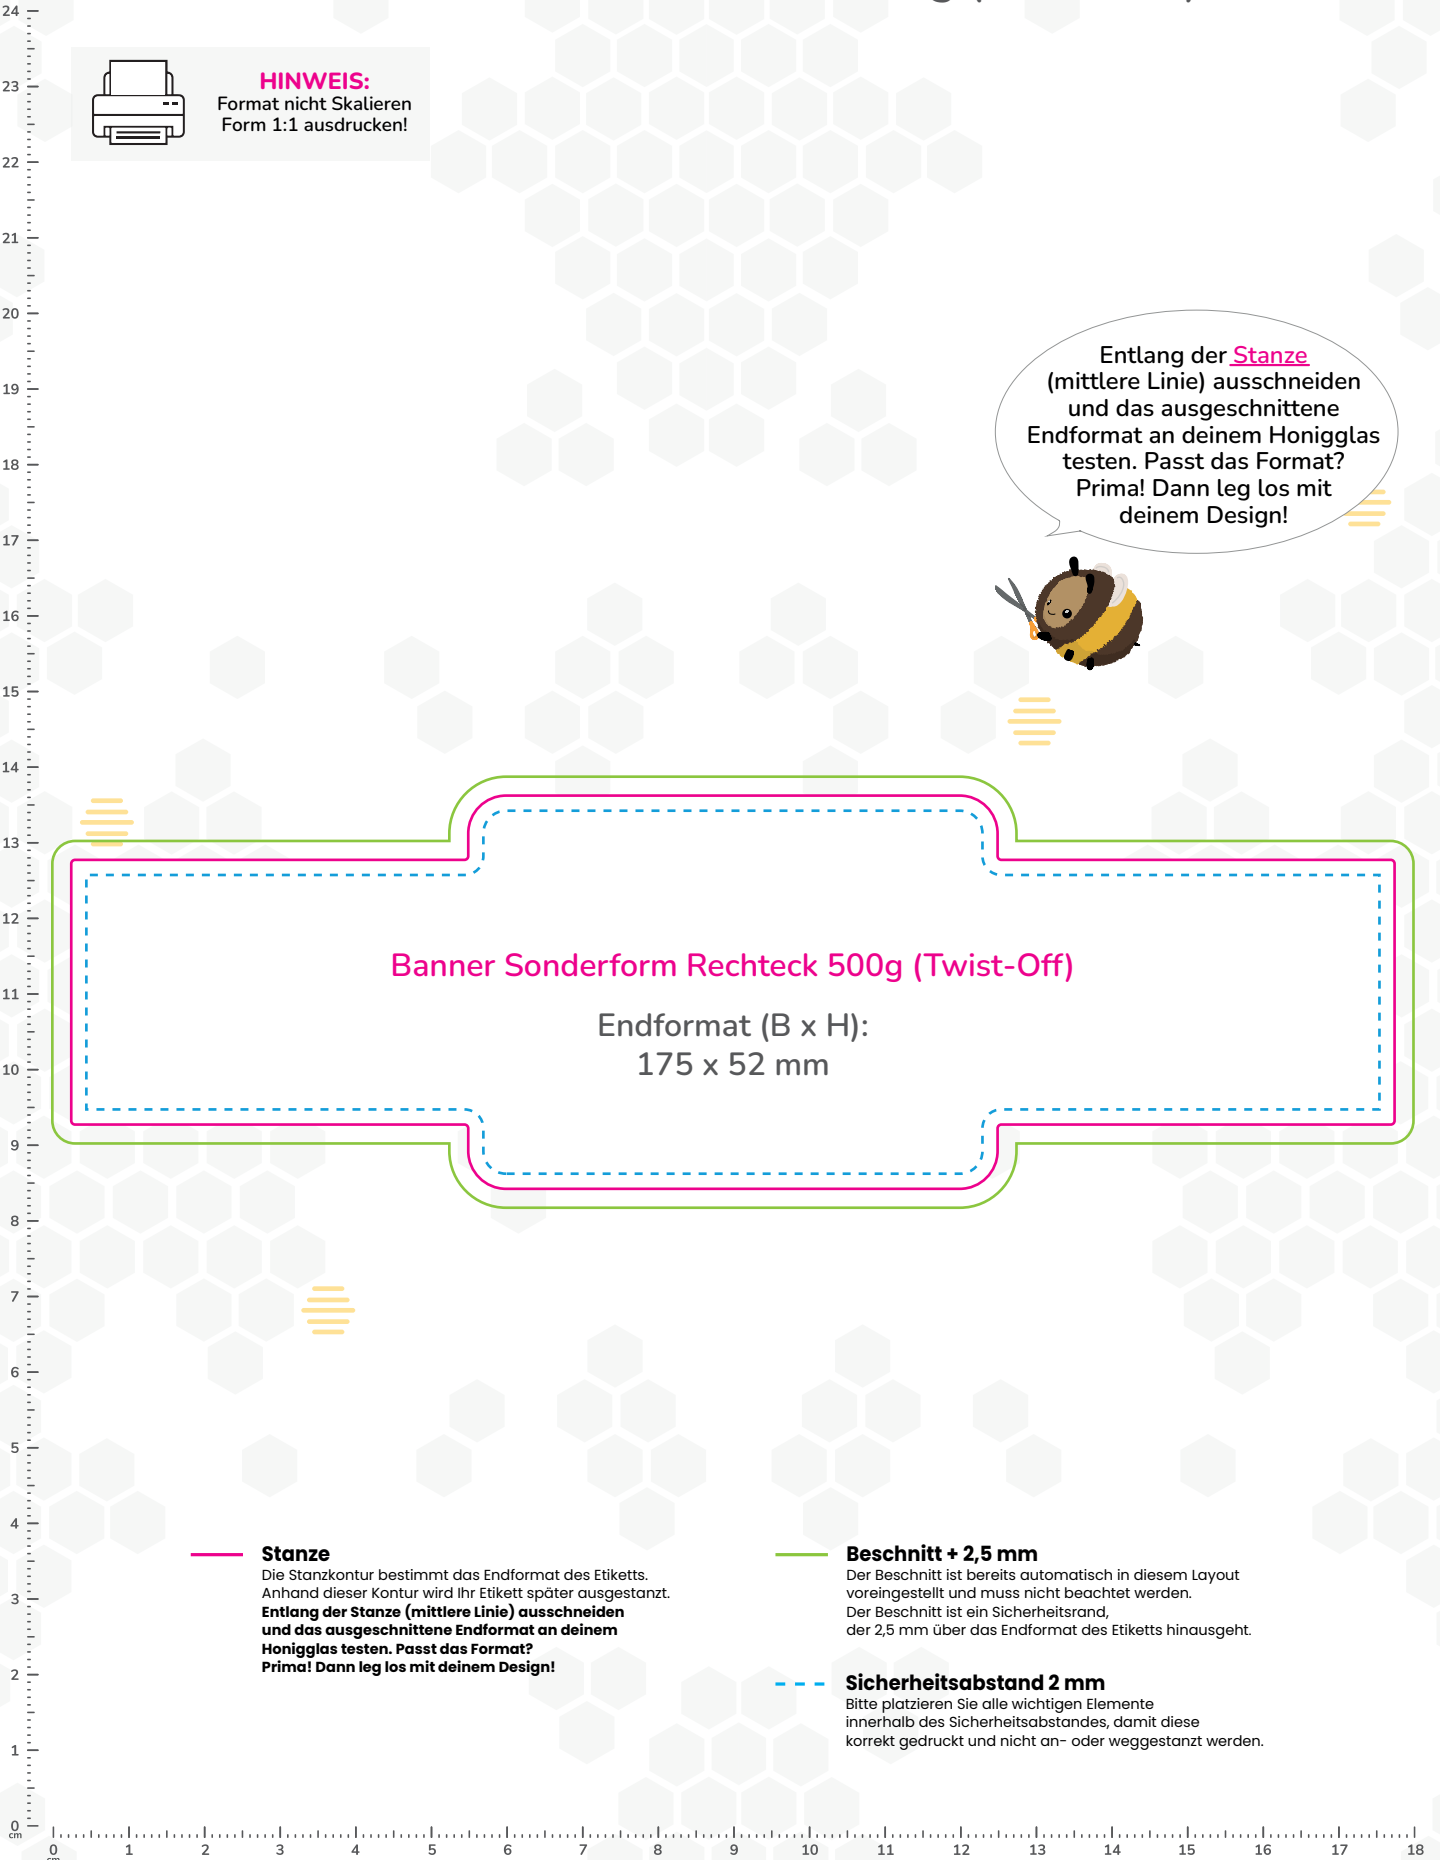 HINWEIS:
Format nicht Skalieren
Form 1:1 ausdrucken!
Entlang der Stanze
(mittlere Linie) ausschneiden
und das ausgeschnittene
Endformat an deinem Honigglas
testen. Passt das Format?
Prima! Dann leg los mit
deinem Design!
Banner Sonderform Rechteck 500g (Twist-Off)
Endformat (B x H):
175 x 52 mm
Stanze
Die Stanzkontur bestimmt das Endformat des Etiketts.
Anhand dieser Kontur wird Ihr Etikett später ausgestanzt.
Entlang der Stanze (mittlere Linie) ausschneiden
und das ausgeschnittene Endformat an deinem
Honigglas testen. Passt das Format?
Prima! Dann leg los mit deinem Design!
Beschnitt + 2,5 mm
Der Beschnitt ist bereits automatisch in diesem Layout
voreingestellt und muss nicht beachtet werden.
Der Beschnitt ist ein Sicherheitsrand,
der 2,5 mm über das Endformat des Etiketts hinausgeht.
Sicherheitsabstand 2 mm
Bitte platzieren Sie alle wichtigen Elemente
innerhalb des Sicherheitsabstandes, damit diese
korrekt gedruckt und nicht an- oder weggestanzt werden.
24
23
22
21
20
19
18
17
16
15
14
13
12
11
10
9
8
7
6
5
4
3
2
1
0
cm
0 1 2 3 4 5 6 7 8 9 10 11 12 13 14 15 16 17 18
cm